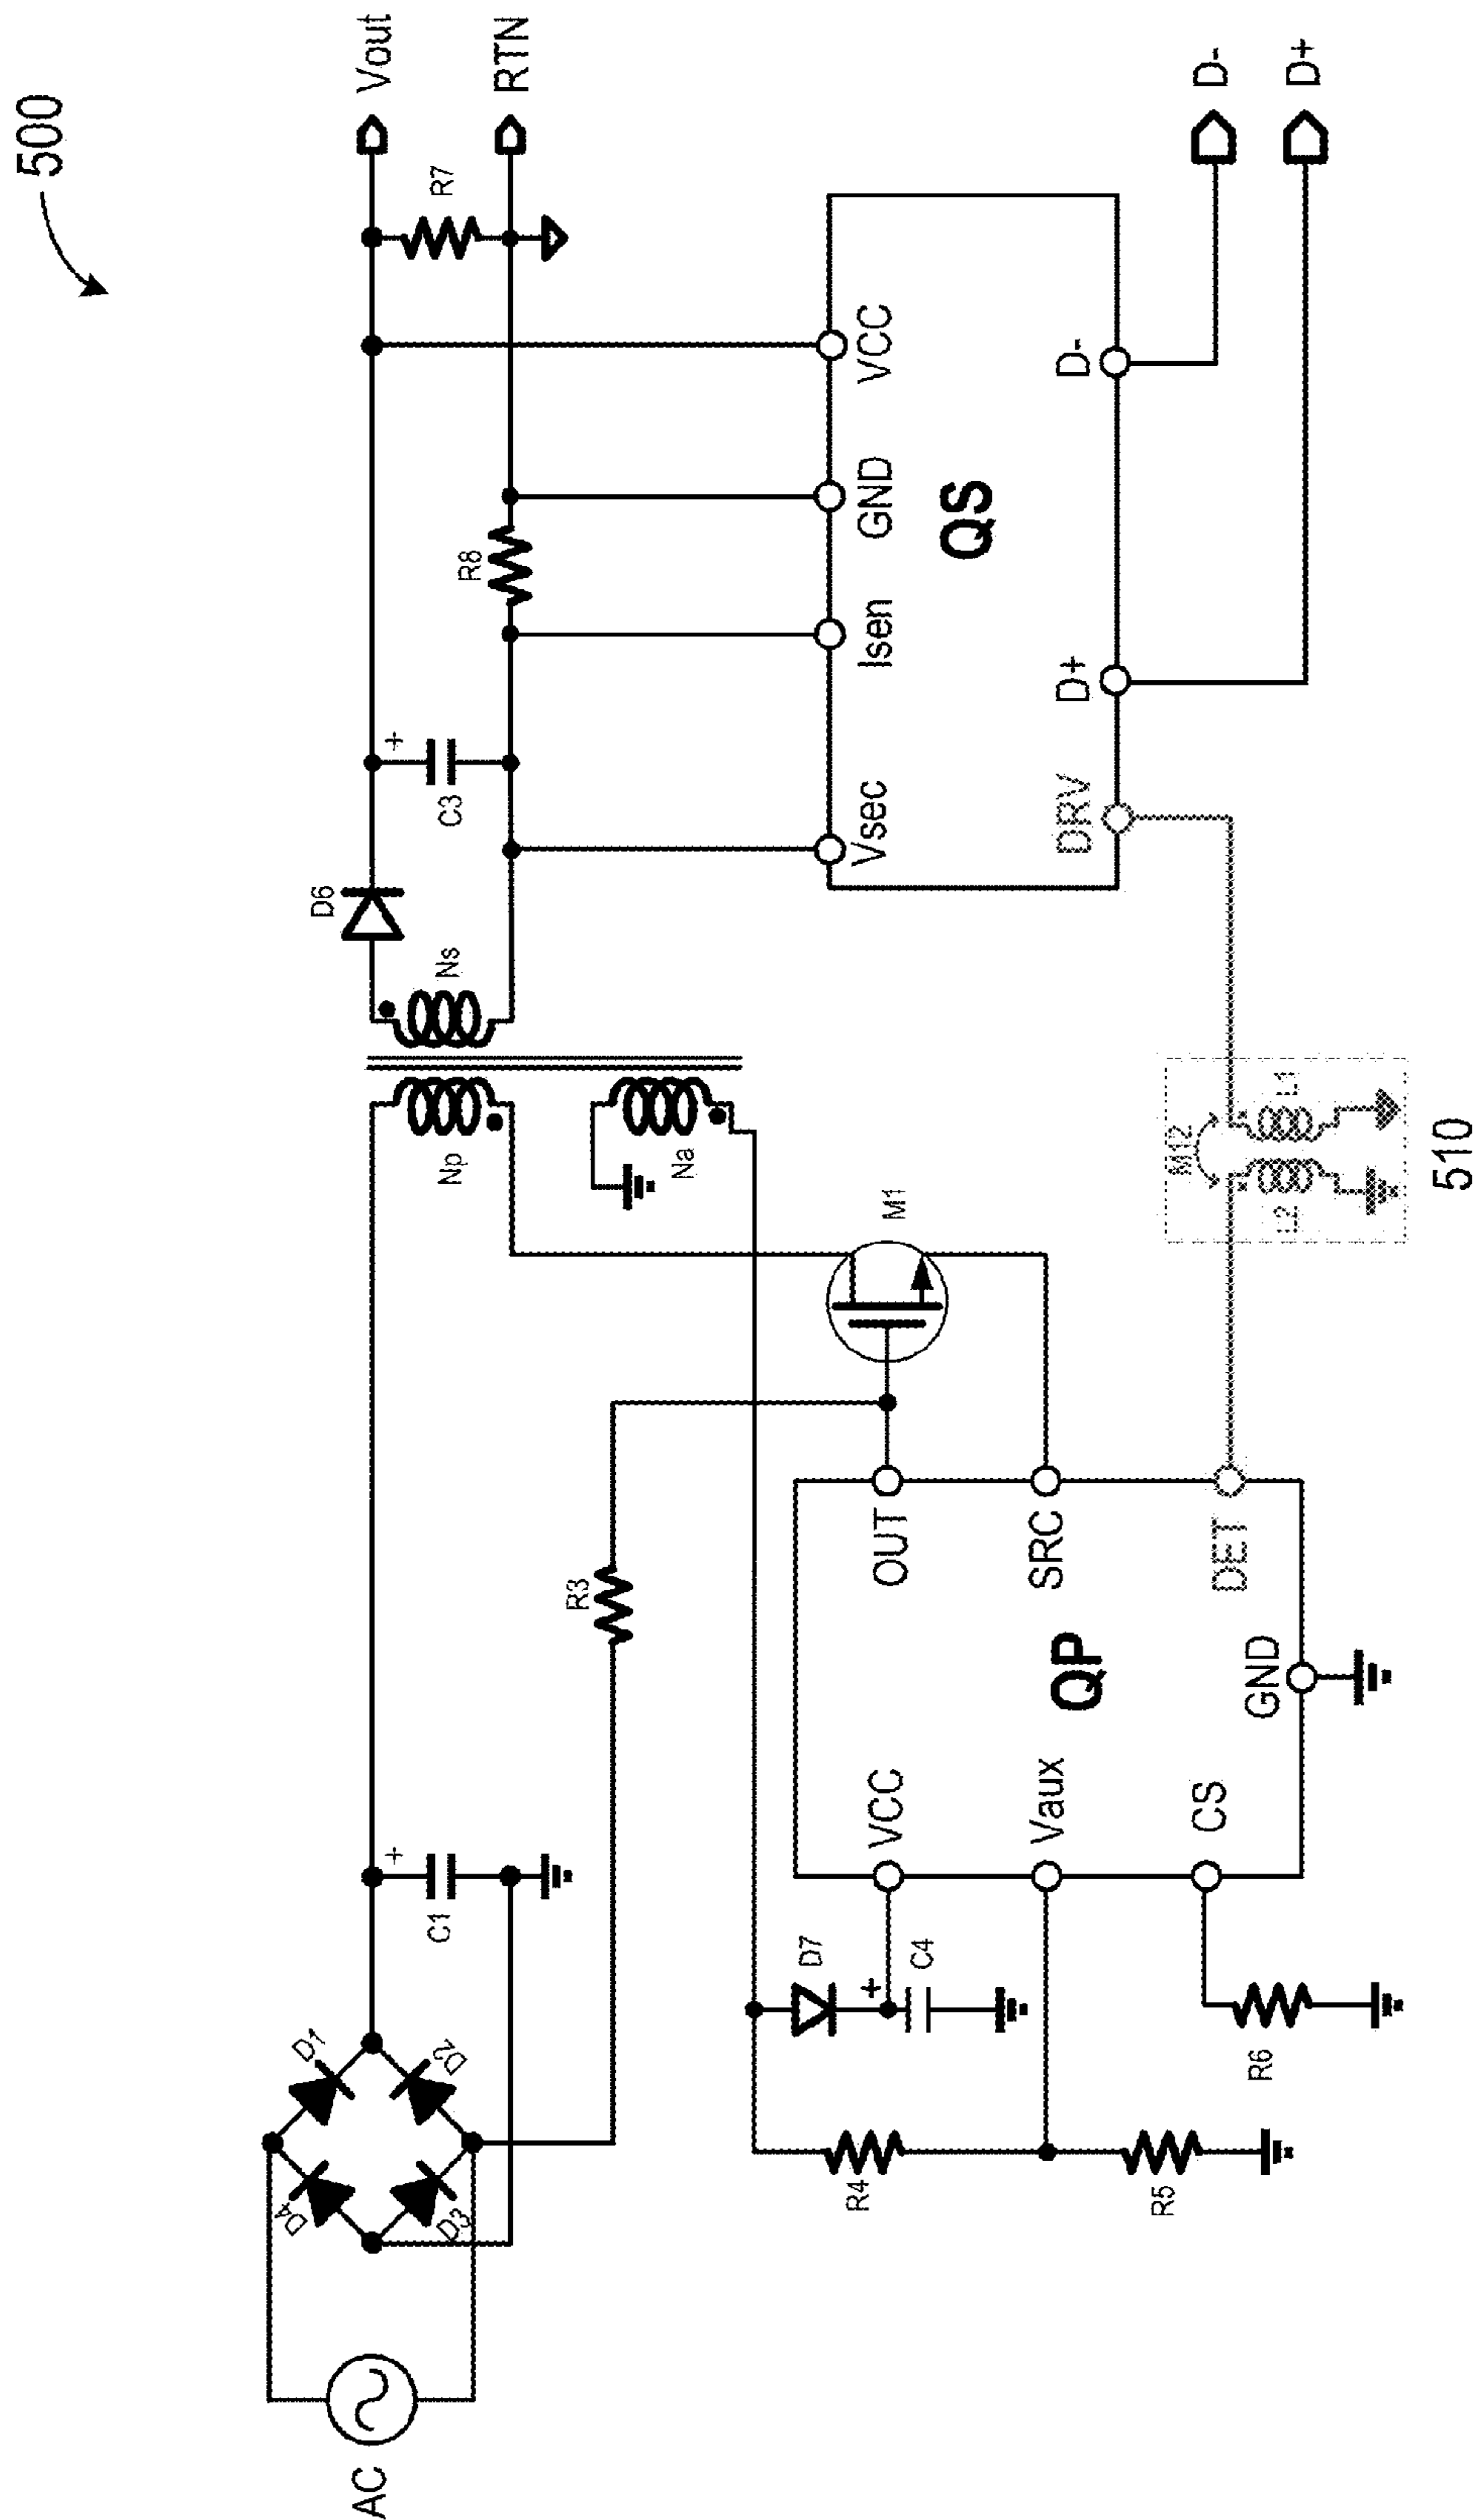 500
Vout
RTN
R7
D6
C3
+
R8
Ns
Np
Na
VCC
GND
Isen
Vsec
QS
D-
D+
DRV
D-
D+
M1
M12
L1
L2
510
R3
OUT
SRC
DET
QP
GND
VCC
Vaux
CS
C1
+
D1
D2
D4
D3
AC
D7
+
C4
R4
R5
R6